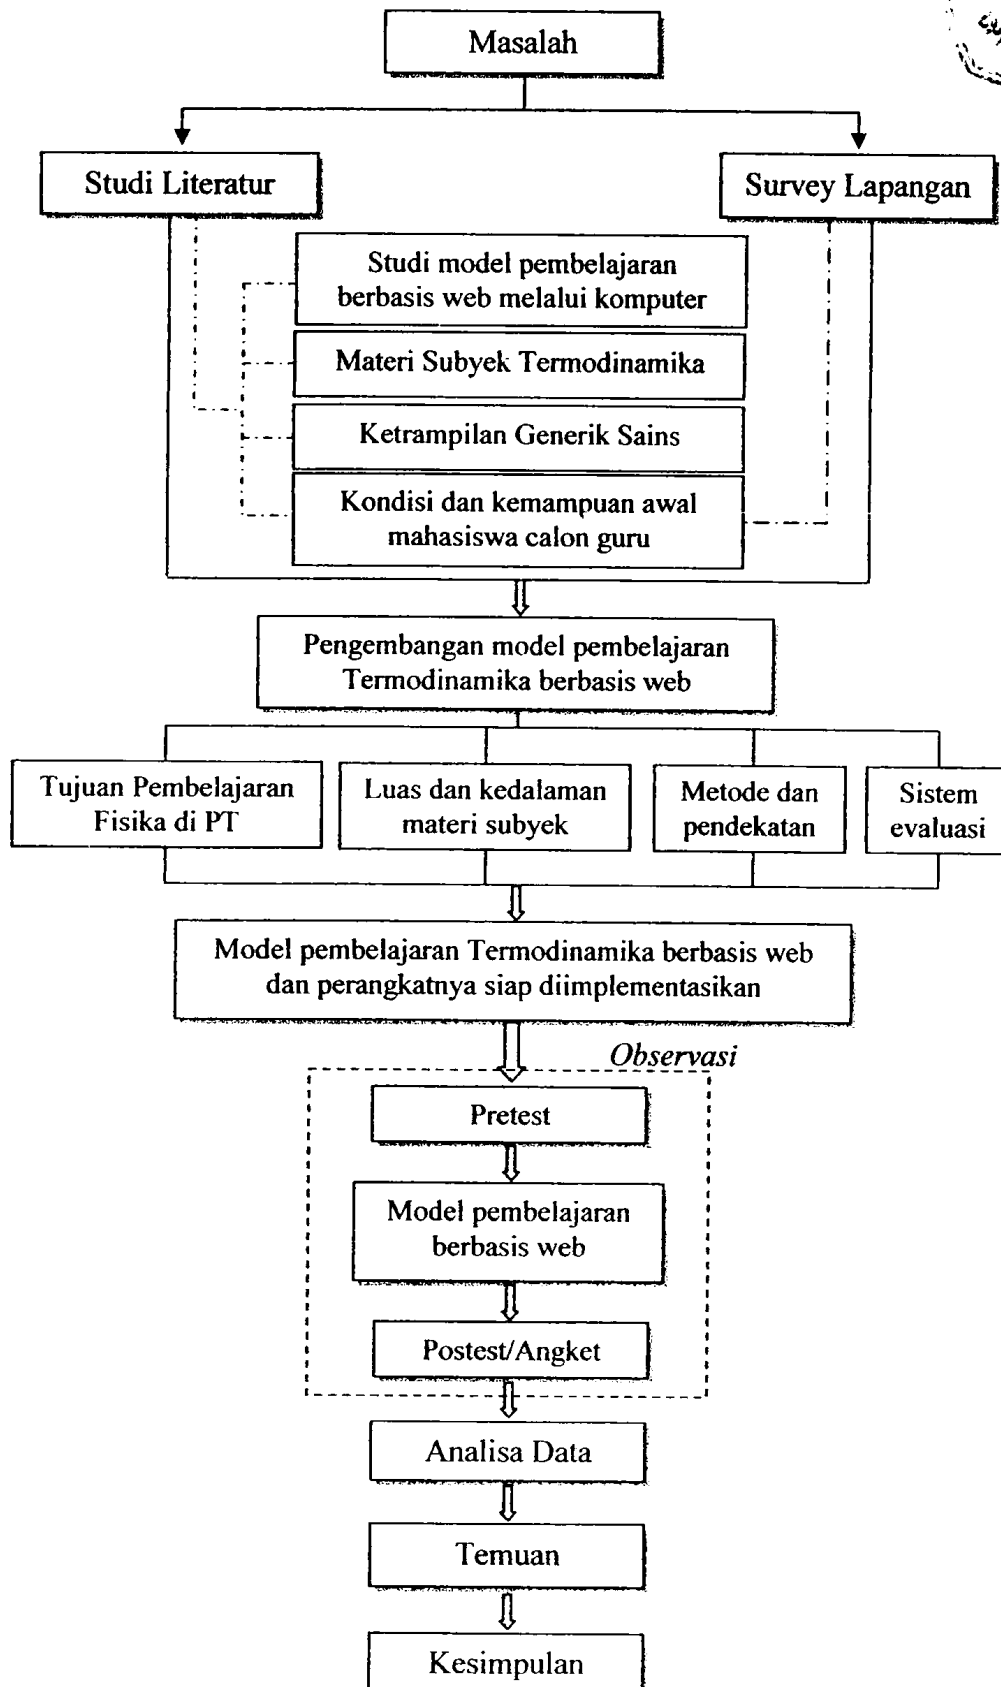 Masalah
Studi Literatur
Survey Lapangan
Studi model pembelajaran
berbasis web melalui komputer
Materi Subyek Termodinamika
Ketrampilan Generik Sains
Kondisi dan kemampuan awal
mahasiswa calon guru
Pengembangan model pembelajaran
Termodinamika berbasis web
Tujuan Pembelajaran
Fisika di PT
Luas dan kedalaman
materi subyek
Metode dan
pendekatan
Sistem
evaluasi
Model pembelajaran Termodinamika berbasis web
dan perangkatnya siap diimplementasikan
Observasi
Pretest
Model pembelajaran
berbasis web
Postest/Angket
Analisa Data
Temuan
Kesimpulan